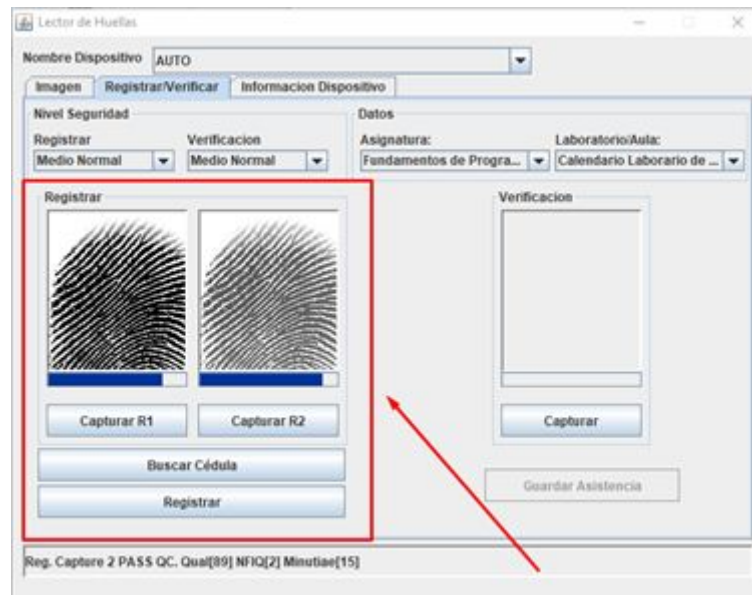 Lector de Huellas
Nombre Dispositivo AUTO
Imagen Registrar/Verificar Informacion Dispositivo
Nivel Seguridad Datos
Registrar Verificacion Asignatura: Laboratorio/Aula:
Medio Normal Medio Normal Fundamentos de Progra... Calendario Laborario de ...
Registrar Verificacion
Capturar R1 Capturar R2 Capturar
Buscar Cédula
Guardar Asistencia
Registrar
Reg. Capture 2 PASS QC. Qual[89] NFIQ[2] Minutiae[15]